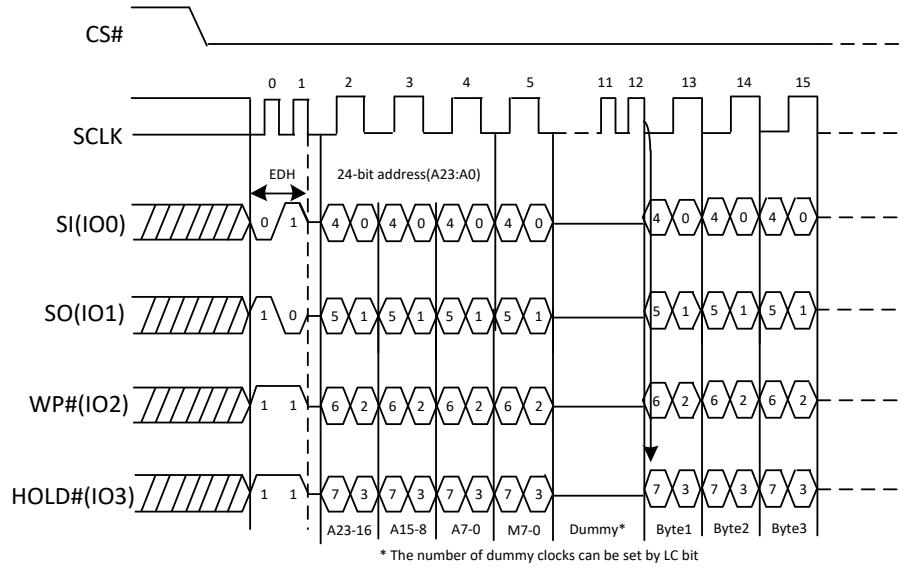 CS#
0 1 2 3 4 5 11 12 13 14 15
SCLK
EDH 24-bit address(A23:A0)
SI(IO0) 0 1 4 0 4 0 4 0 4 0 4 0 4 0 4 0
SO(IO1) 1 0 5 1 5 1 5 1 5 1 5 1 5 1 5 1
WP#(IO2) 1 1 6 2 6 2 6 2 6 2 6 2 6 2 6 2
HOLD#(IO3) 1 1 7 3 7 3 7 3 7 3 7 3 7 3 7 3
A23-16 A15-8 A7-0 M7-0 Dummy* Byte1 Byte2 Byte3
* The number of dummy clocks can be set by LC bit